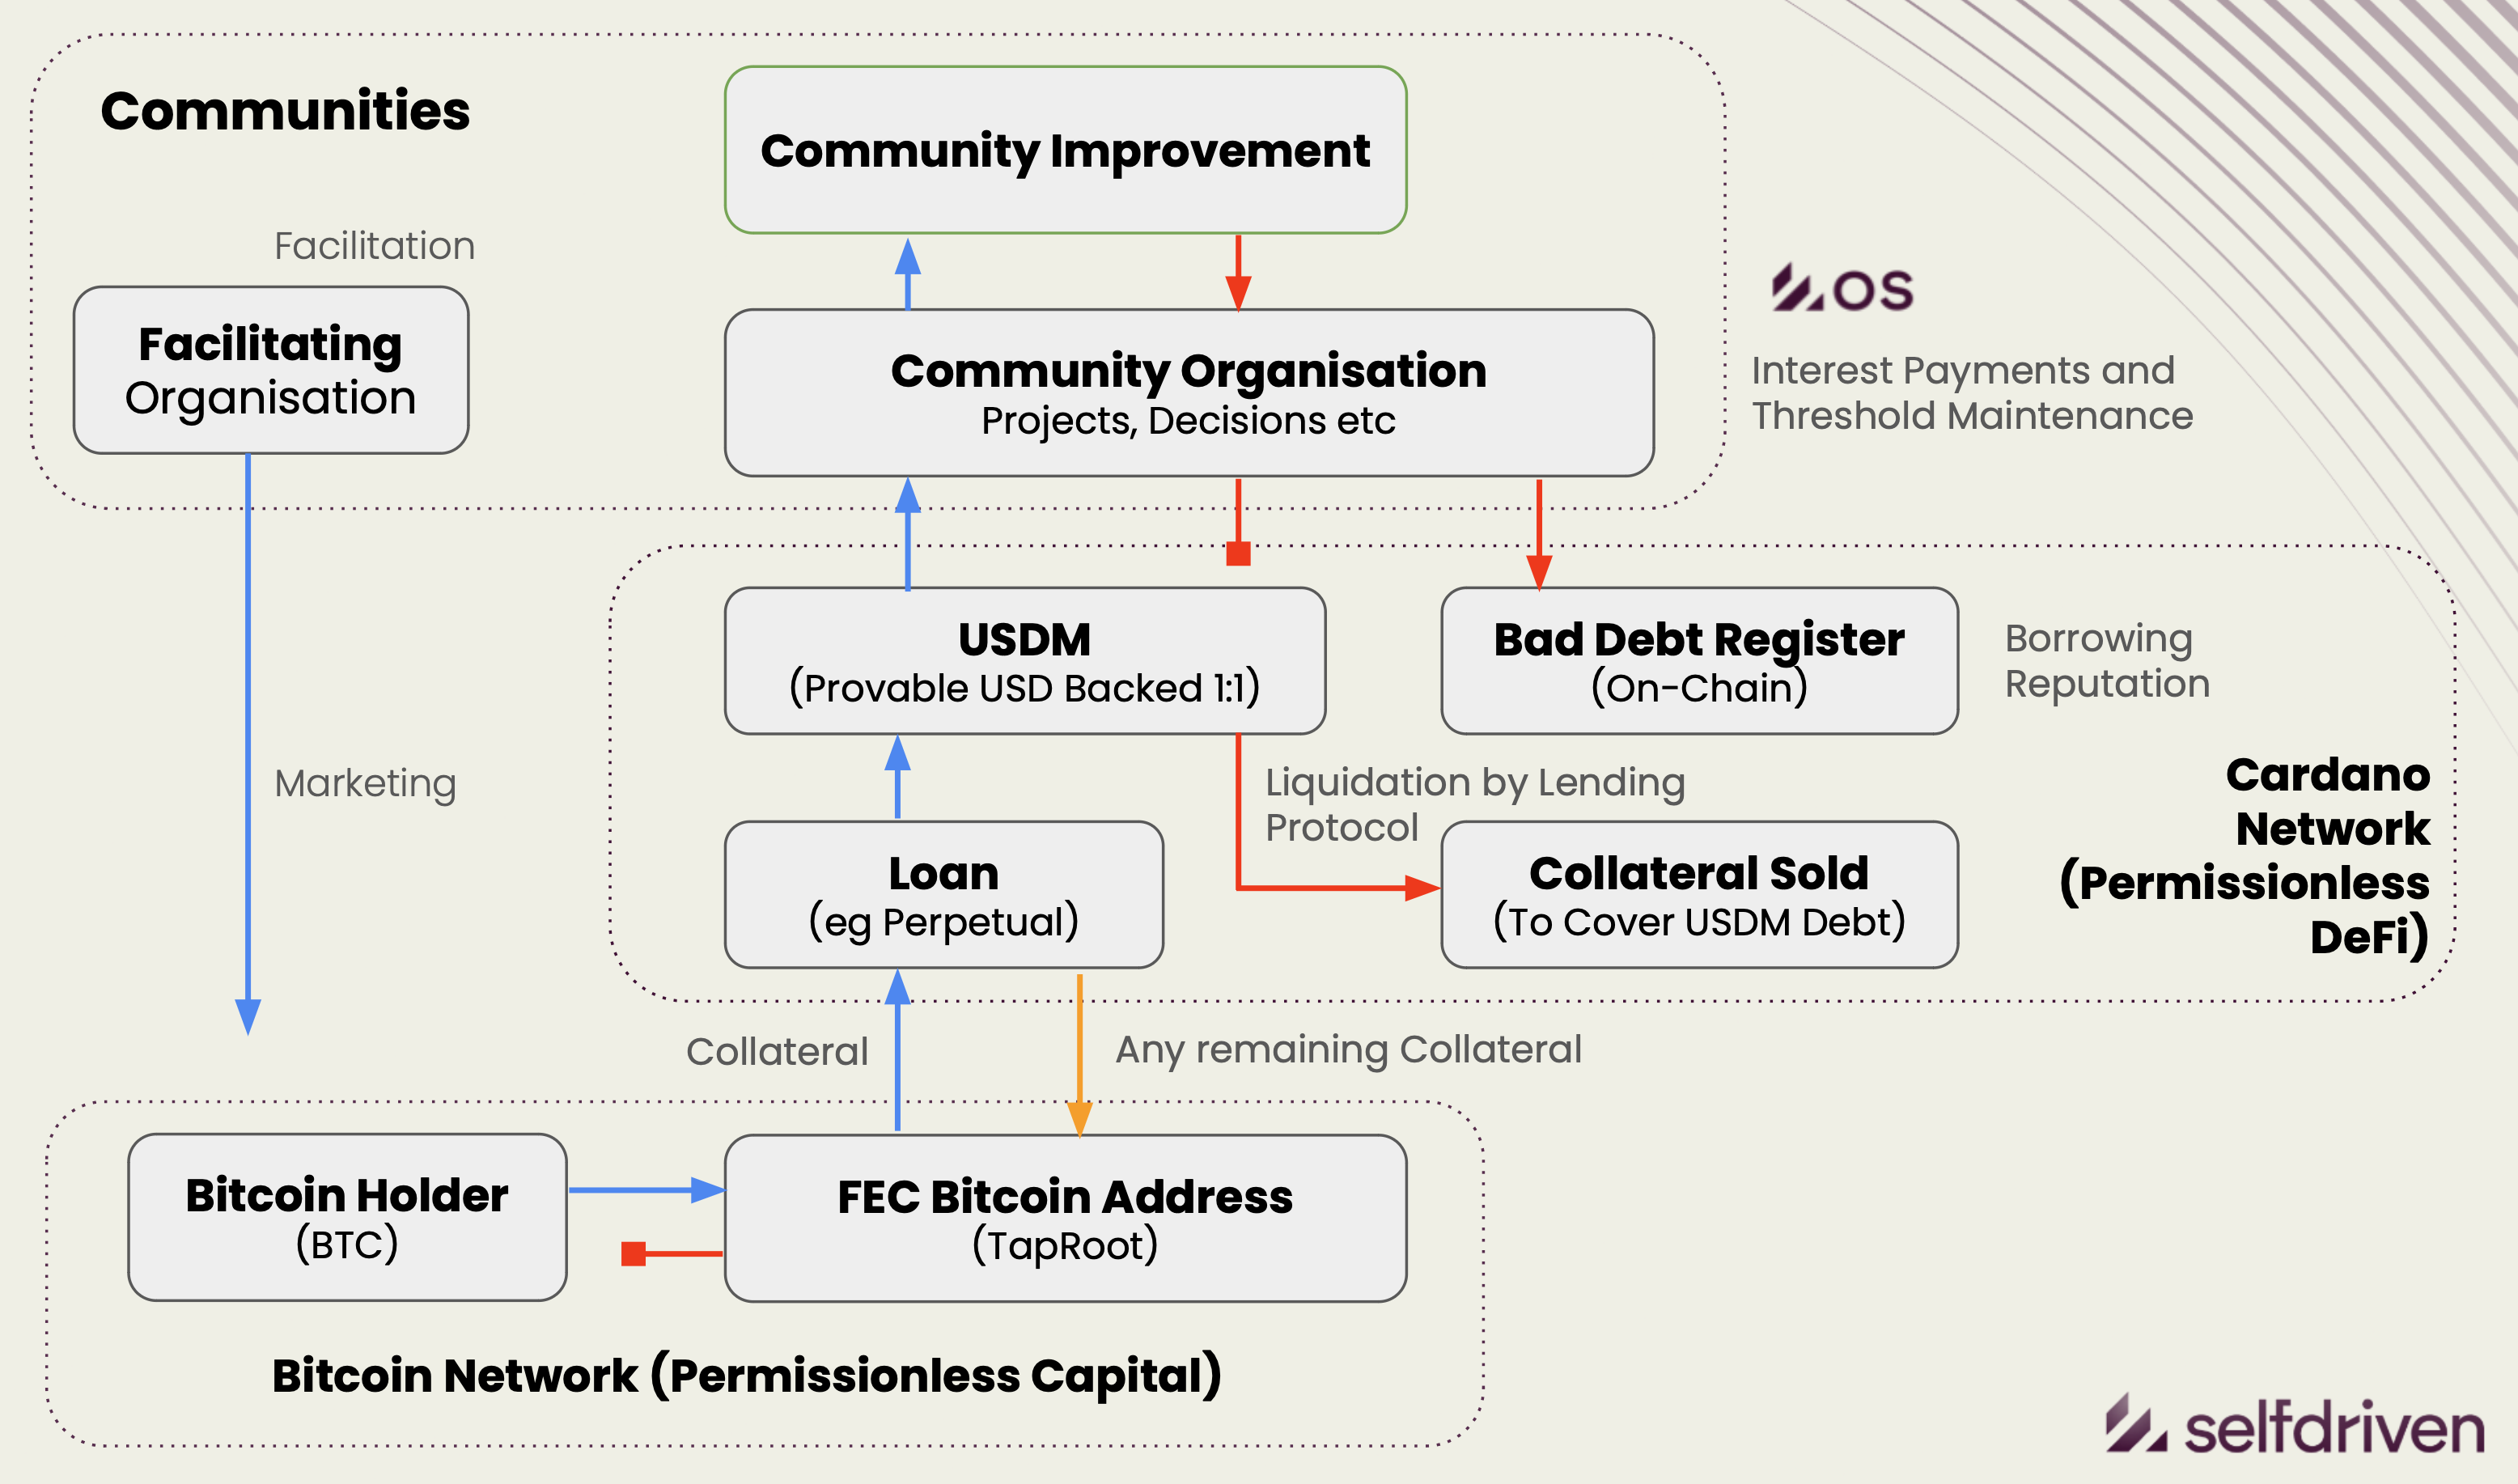 Communities
Community Improvement
Facilitation
Facilitating
Organisation
Community Organisation
Projects, Decisions etc
OS
Interest Payments and
Threshold Maintenance
USDM
(Provable USD Backed 1:1)
Bad Debt Register
(On-Chain)
Borrowing
Reputation
Marketing
Liquidation by Lending
Protocol
Loan
(eg Perpetual)
Collateral Sold
(To Cover USDM Debt)
Cardano
Network
(Permissionless
DeFi)
Collateral
Any remaining Collateral
Bitcoin Holder
(BTC)
FEC Bitcoin Address
(TapRoot)
Bitcoin Network (Permissionless Capital)
selfdriven